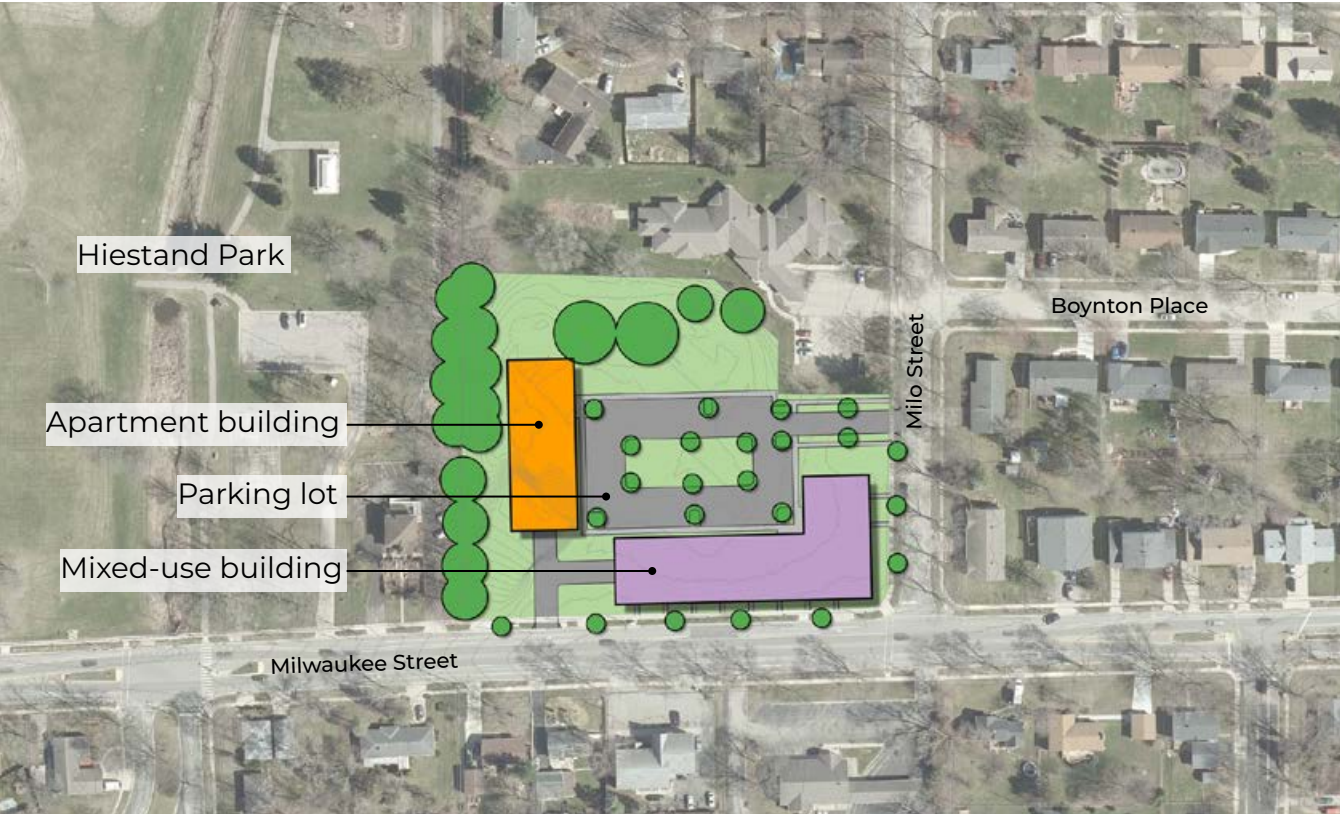 Hiestand Park
Boynton Place
Milo Street
Apartment building
Parking lot
Mixed-use building
Milwaukee Street